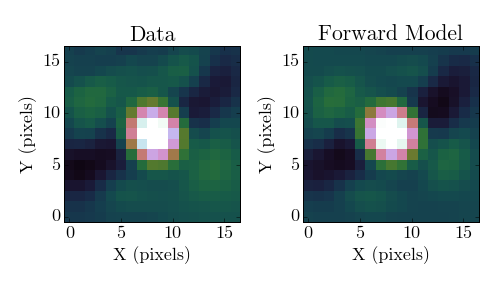 Data
Forward Model
15
10
5
0
Y (pixels)
0 5 10 15
X (pixels)
15
10
5
0
Y (pixels)
0 5 10 15
X (pixels)